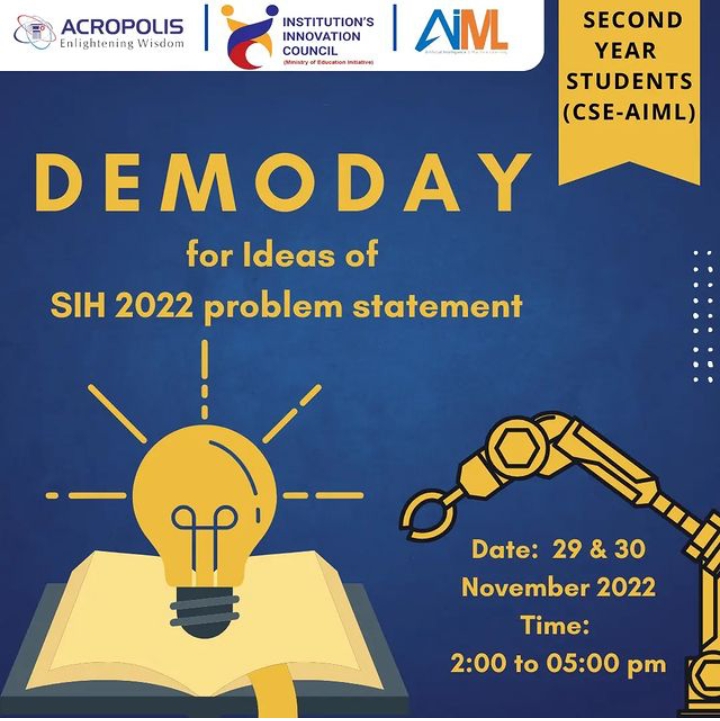 ACROPOLIS
Enlightening Wisdom
INSTITUTION'S
INNOVATION
COUNCIL
(Ministry of Education Initiative)
AiML
SECOND
YEAR
STUDENTS
(CSE-AIML)
DEMODAY
for Ideas of
SIH 2022 problem statement
Date: 29 & 30
November 2022
Time:
2:00 to 05:00 pm